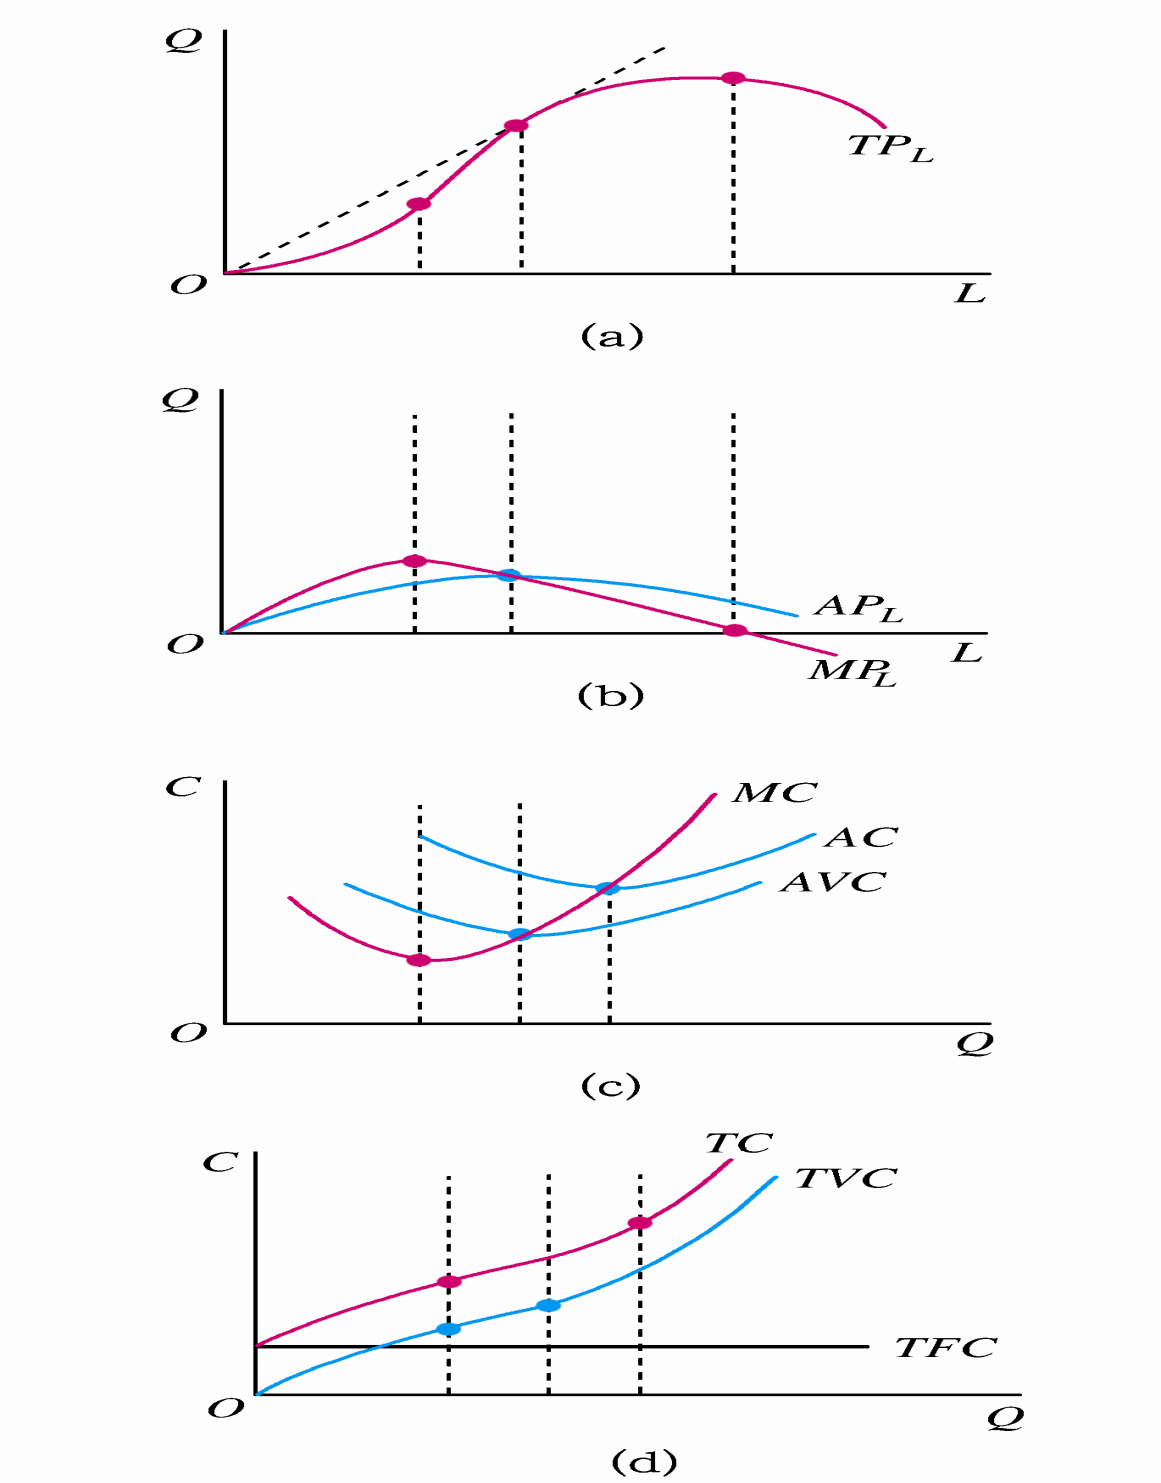 Q
TP_L
O
L
(a)
Q
AP_L
O
L
MP_L
(b)
C
MC
AC
AVC
O
Q
(c)
TC
C
TVC
TFC
O
Q
(d)